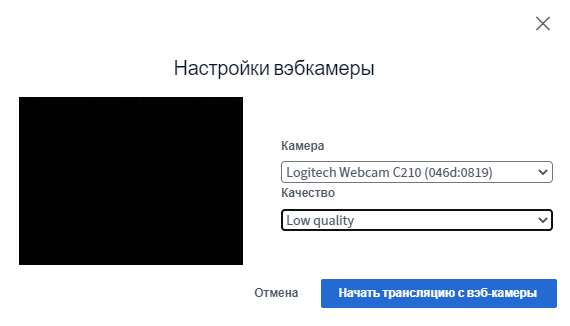 Настройки вэбкамеры
Камера
Logitech Webcam C210 (046d:0819)
Качество
Low quality
Отмена
Начать трансляцию с вэб-камеры